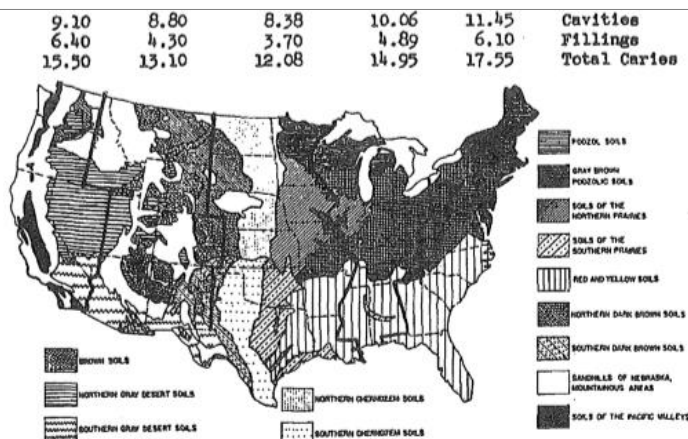 9.10 8.80 8.38 10.06 11.45 Cavities
6.40 4.30 3.70 4.89 6.10 Fillings
15.50 13.10 12.08 14.95 17.55 Total Caries
PODZOL SOILS
GRAY BROWN
PODZOLIC SOILS
SOILS OF THE
NORTHERN PRAIRIES
SOILS OF THE
SOUTHERN PRAIRIES
RED AND YELLOW SOILS
NORTHERN DARK BROWN SOILS
SOUTHERN DARK BROWN SOILS
SANDHILLS OF NEBRASKA,
MOUNTAINOUS AREAS
SOILS OF THE PACIFIC VALLEYS
BROWN SOILS
NORTHERN GRAY DESERT SOILS
SOUTHERN GRAY DESERT SOILS
NORTHERN CHERNOZEM SOILS
SOUTHERN CHERNOZEM SOILS